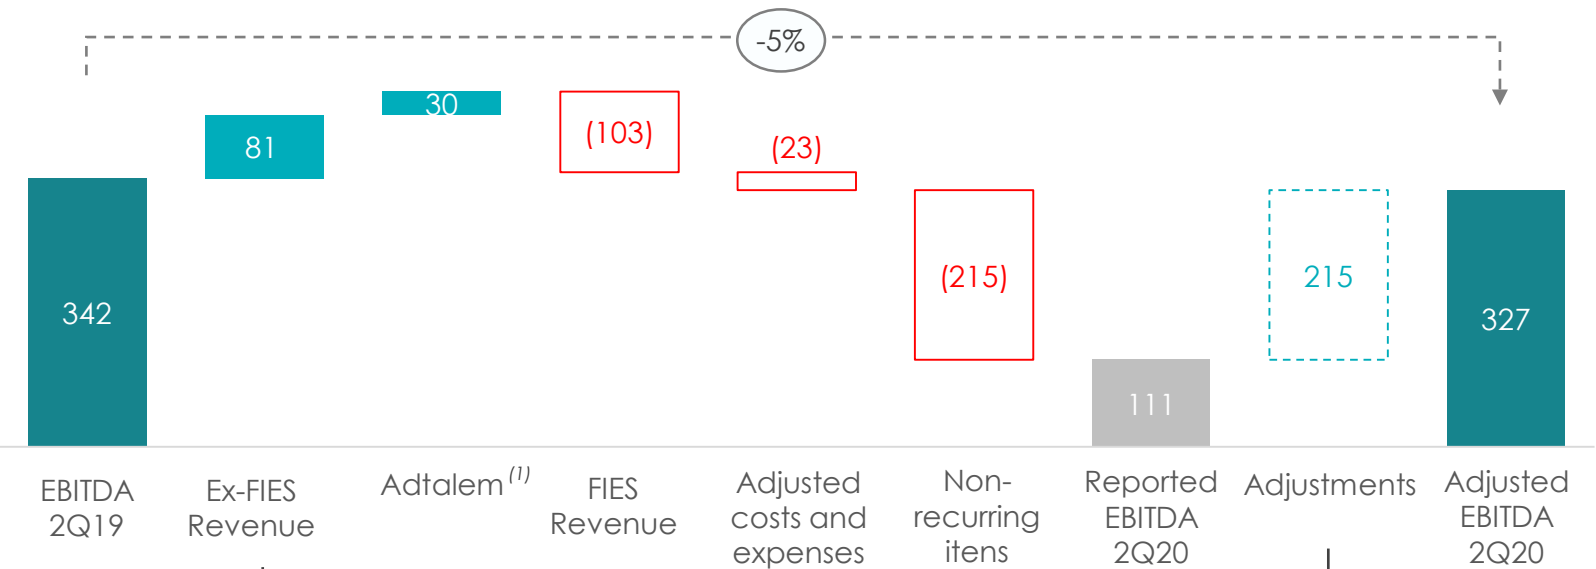 -5%
30
81
(103)
(23)
342
(215)
215
327
111
EBITDA
2Q19
Ex-FIES
Revenue
Adtalem (1)
FIES
Revenue
Adjusted
costs and
expenses
Non-
recurring
itens
Reported
EBITDA
2Q20
Adjustments
Adjusted
EBITDA
2Q20